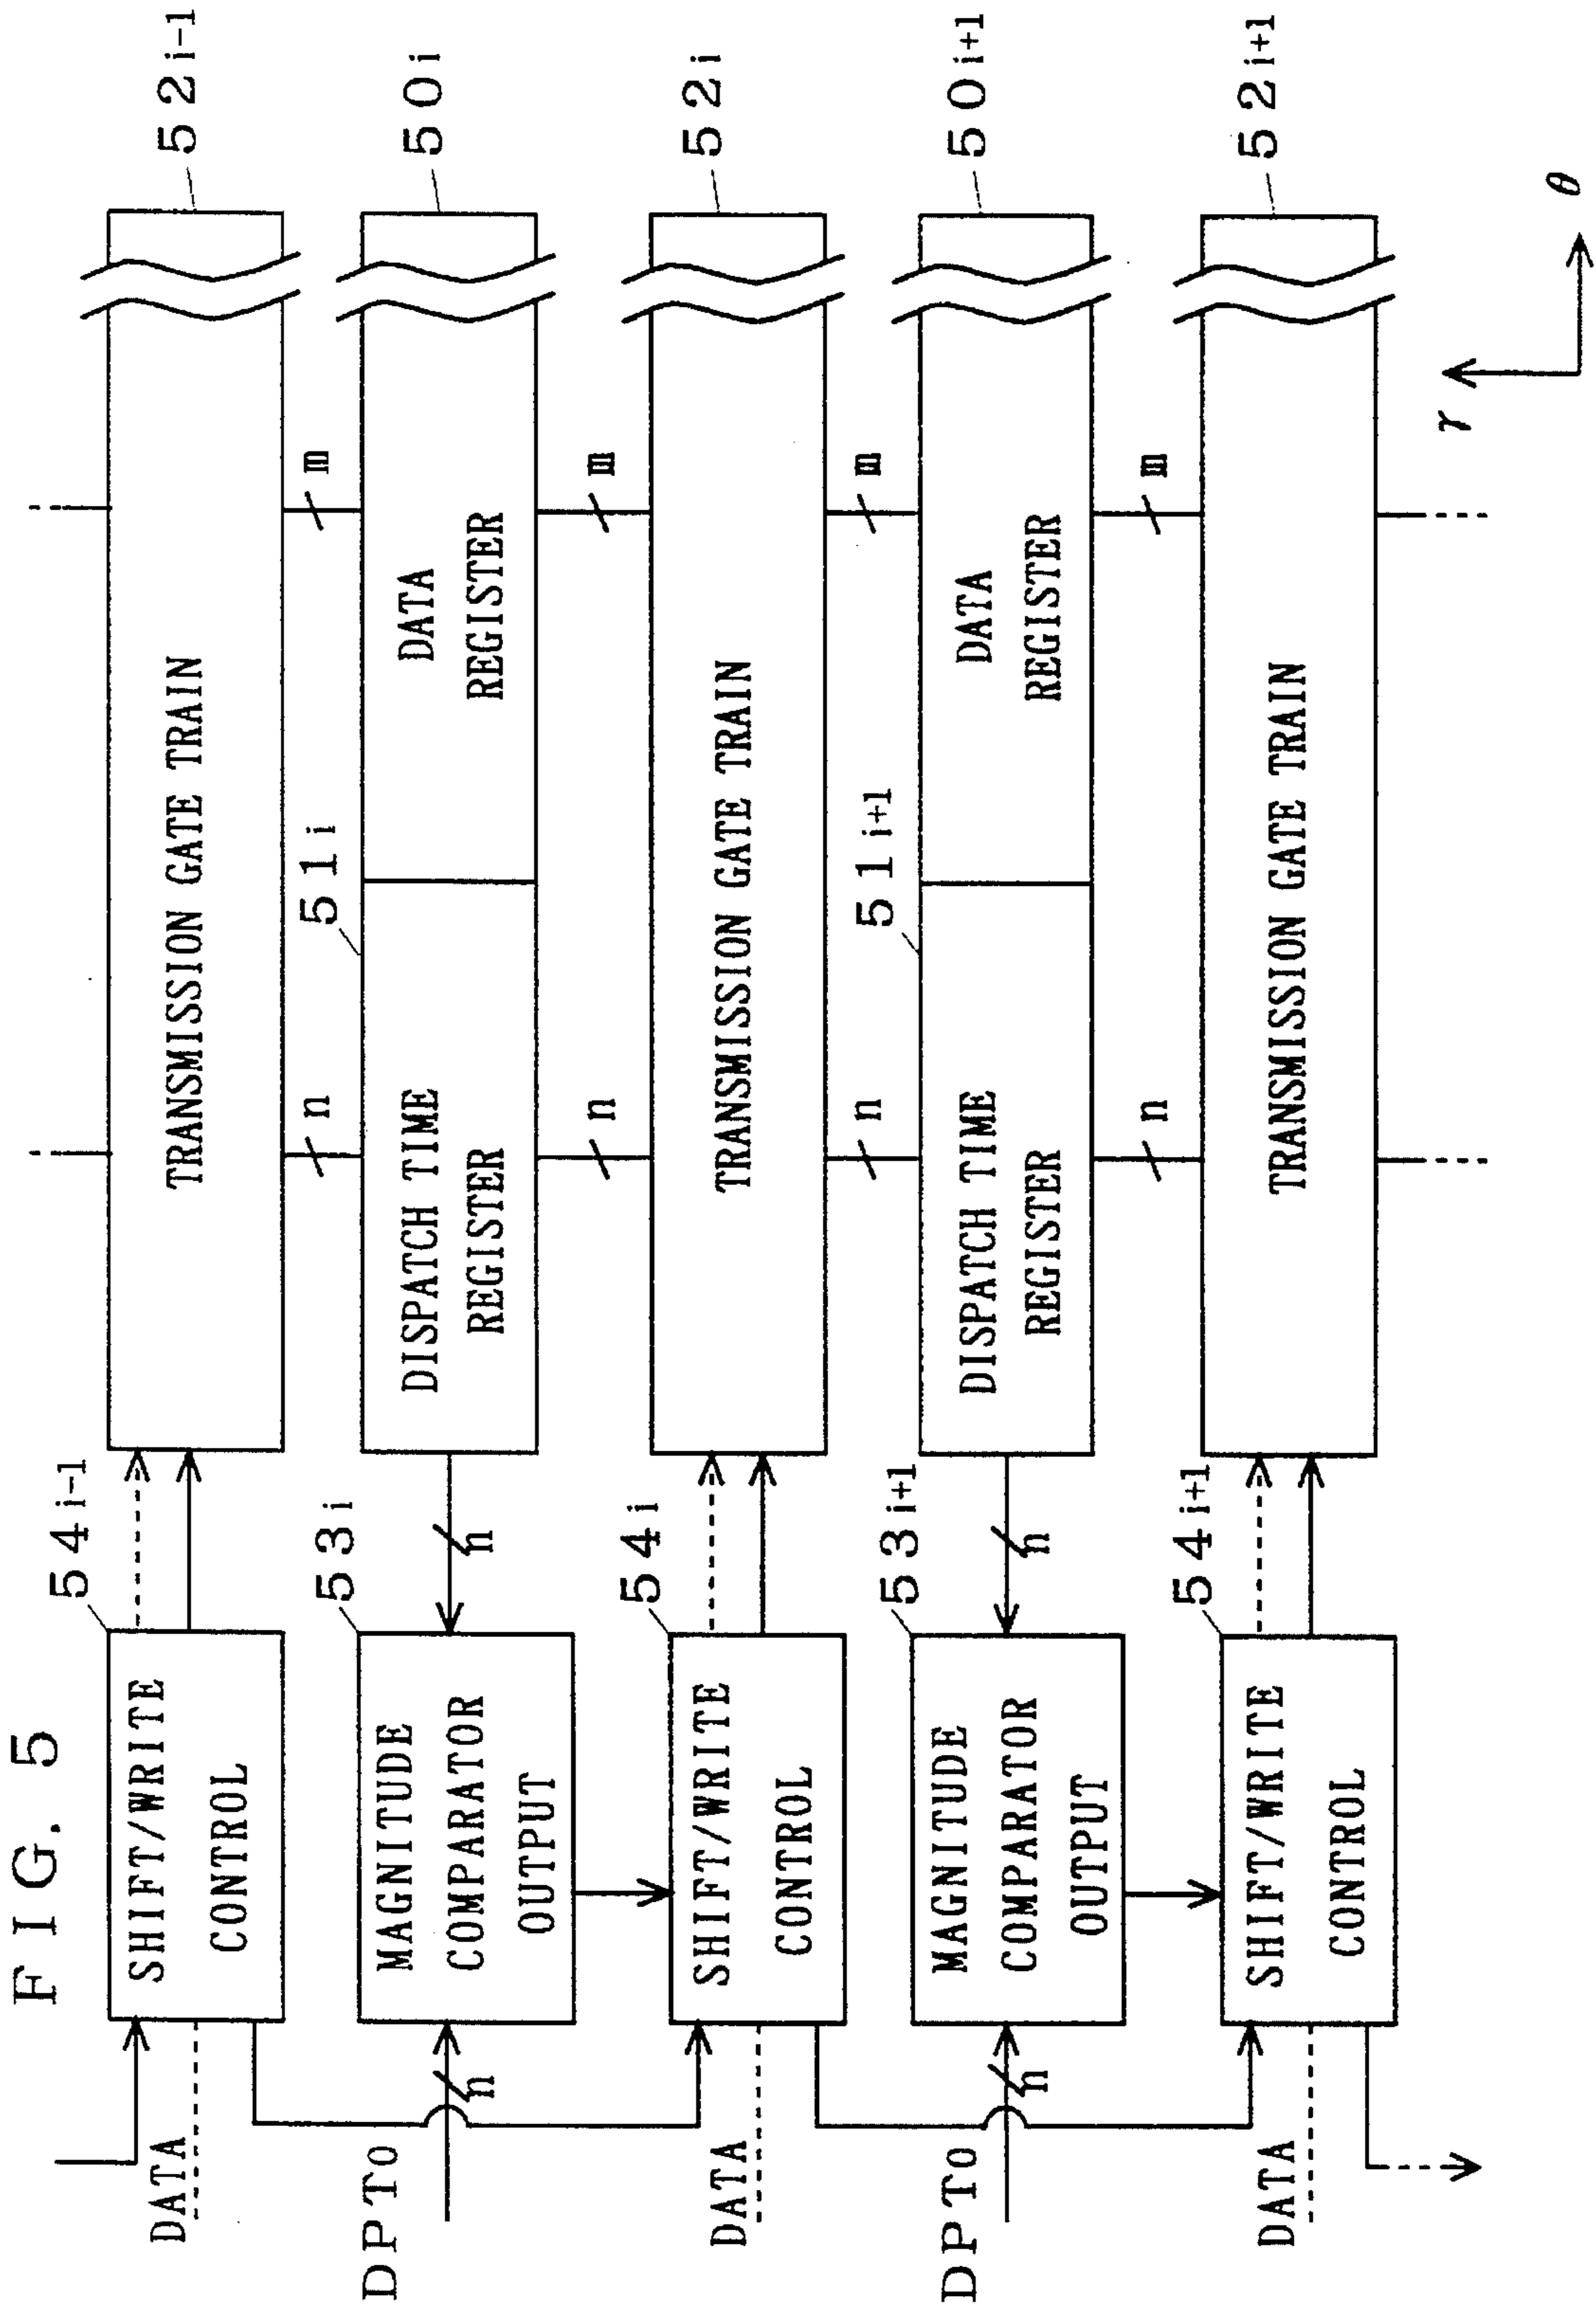 FIG. 5
54i-1
52i-1
SHIFT/WRITE
CONTROL
TRANSMISSION GATE TRAIN
DATA
n
m
53i
51i
50i
MAGNITUDE
COMPARATOR
OUTPUT
DISPATCH TIME
REGISTER
DATA
REGISTER
DPT0
n
n
n
m
54i
52i
SHIFT/WRITE
CONTROL
TRANSMISSION GATE TRAIN
DATA
n
m
53i+1
51i+1
50i+1
MAGNITUDE
COMPARATOR
OUTPUT
DISPATCH TIME
REGISTER
DATA
REGISTER
DPT0
n
n
n
m
54i+1
52i+1
SHIFT/WRITE
CONTROL
TRANSMISSION GATE TRAIN
DATA
γ
θ